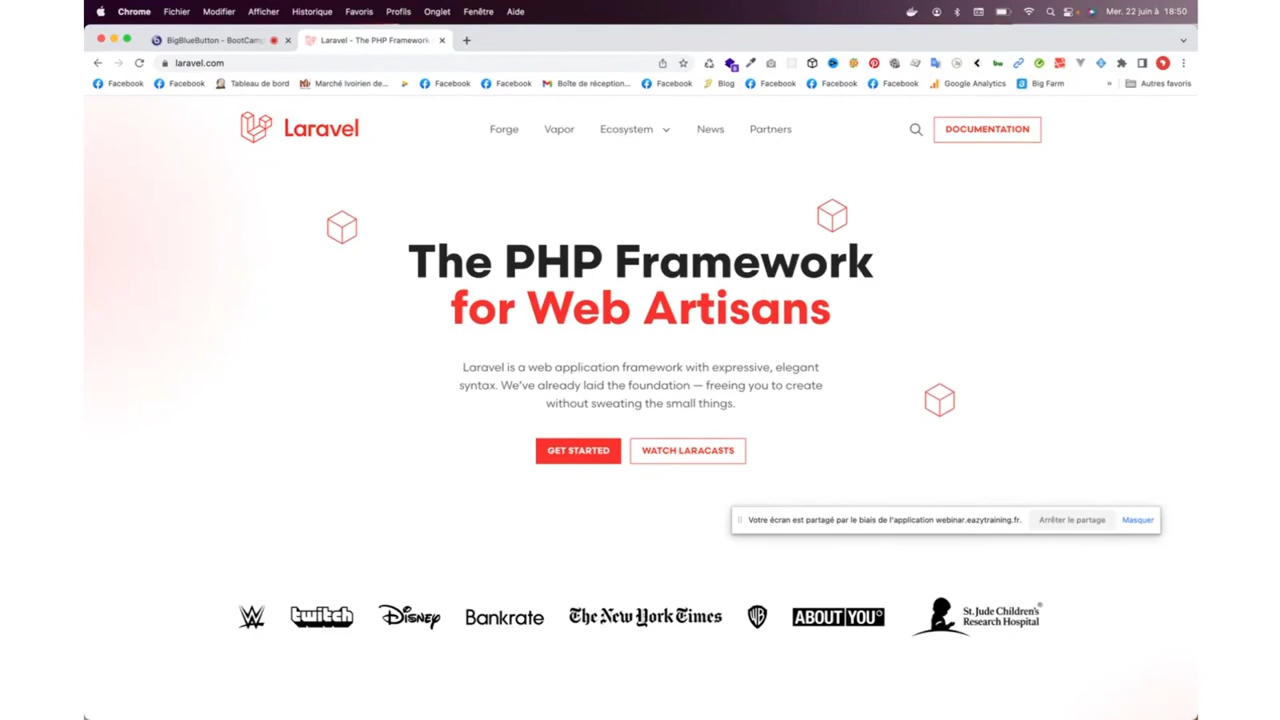 Chrome Fichier Modifier Afficher Historique Favoris Profils Onglet Fenêtre Aide Mer. 22 juin à 18:50
BigBlueButton - BootCamp Laravel - The PHP Framework
laravel.com
Facebook Facebook Tableau de bord Marché Ivoirien de... Facebook Facebook Boîte de réception... Facebook Blog Facebook Facebook Facebook Google Analytics Big Farm » Autres favoris
Laravel Forge Vapor Ecosystem News Partners DOCUMENTATION
The PHP Framework
for Web Artisans
Laravel is a web application framework with expressive, elegant
syntax. We've already laid the foundation — freeing you to create
without sweating the small things.
GET STARTED WATCH LARACASTS
Votre écran est partagé par le biais de l'application webinar.eazytraining.fr. Arrêter le partage Masquer
W twitch Disney Bankrate The New York Times WB ABOUT YOU° St. Jude Children's®
Research Hospital